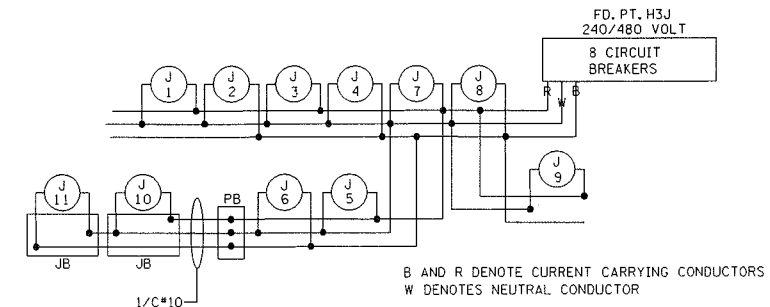 FD. PT. H3J
240/480 VOLT
8 CIRCUIT
BREAKERS
R W B
J 1
J 2
J 3
J 4
J 7
J 8
J 9
J 11
J 10
PB
J 6
J 5
JB
JB
1/C#10
B AND R DENOTE CURRENT CARRYING CONDUCTORS
W DENOTES NEUTRAL CONDUCTOR